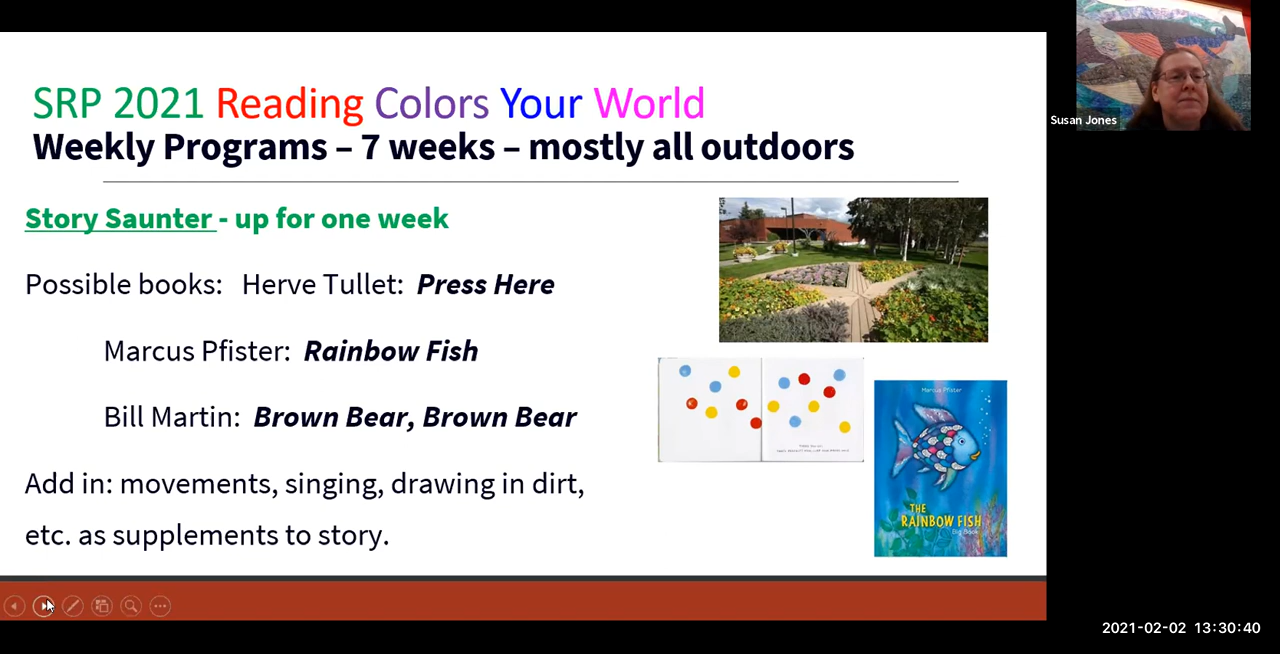 SRP 2021 Reading Colors Your World
Weekly Programs – 7 weeks – mostly all outdoors
Story Saunter - up for one week
Possible books: Herve Tullet: Press Here
Marcus Pfister: Rainbow Fish
Bill Martin: Brown Bear, Brown Bear
Add in: movements, singing, drawing in dirt,
etc. as supplements to story.
Marcus Pfister
THE
RAINBOW FISH
Big Book
Susan Jones
2021-02-02 13:30:40